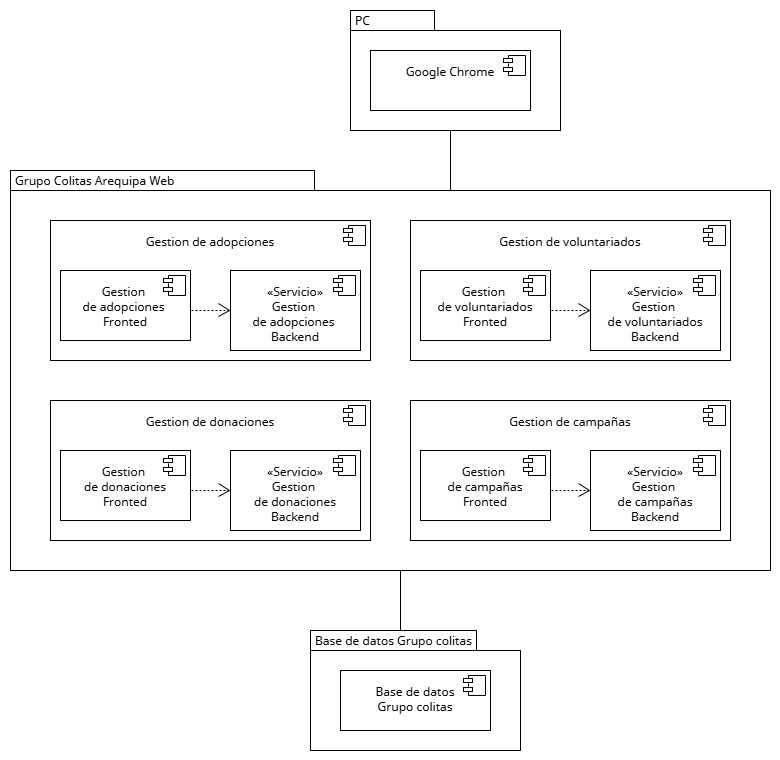 PC
Google Chrome
Grupo Colitas Arequipa Web
Gestion de adopciones
Gestion
de adopciones
Fronted
«Servicio»
Gestion
de adopciones
Backend
Gestion de voluntariados
Gestion
de voluntariados
Fronted
«Servicio»
Gestion
de voluntariados
Backend
Gestion de donaciones
Gestion
de donaciones
Fronted
«Servicio»
Gestion
de donaciones
Backend
Gestion de campañas
Gestion
de campañas
Fronted
«Servicio»
Gestion
de campañas
Backend
Base de datos Grupo colitas
Base de datos
Grupo colitas